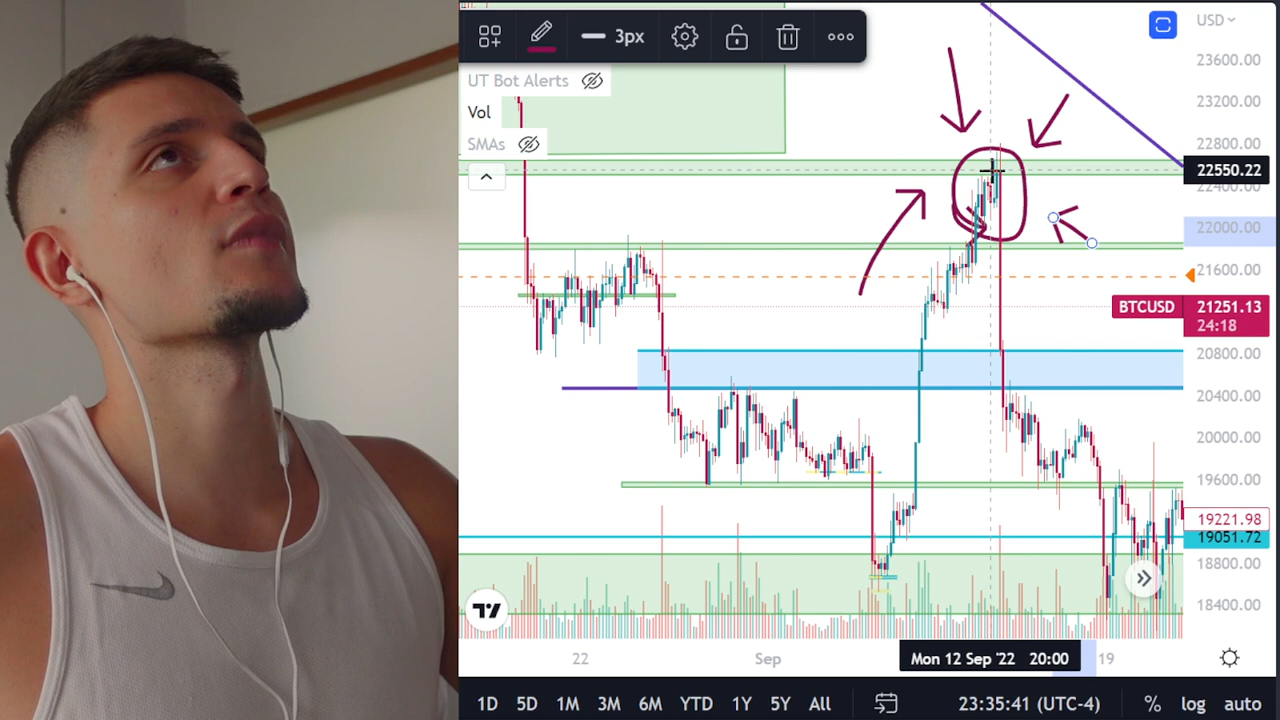 3px
USD
UT Bot Alerts
Vol
SMAs
23600.00
23200.00
22800.00
22550.22
22400.00
22000.00
21600.00
BTCUSD 21251.13
24:18
20800.00
20400.00
20000.00
19600.00
19221.98
19051.72
18800.00
18400.00
22 Sep Mon 12 Sep '22 20:00 19
1D 5D 1M 3M 6M YTD 1Y 5Y All 23:35:41 (UTC-4) % log auto